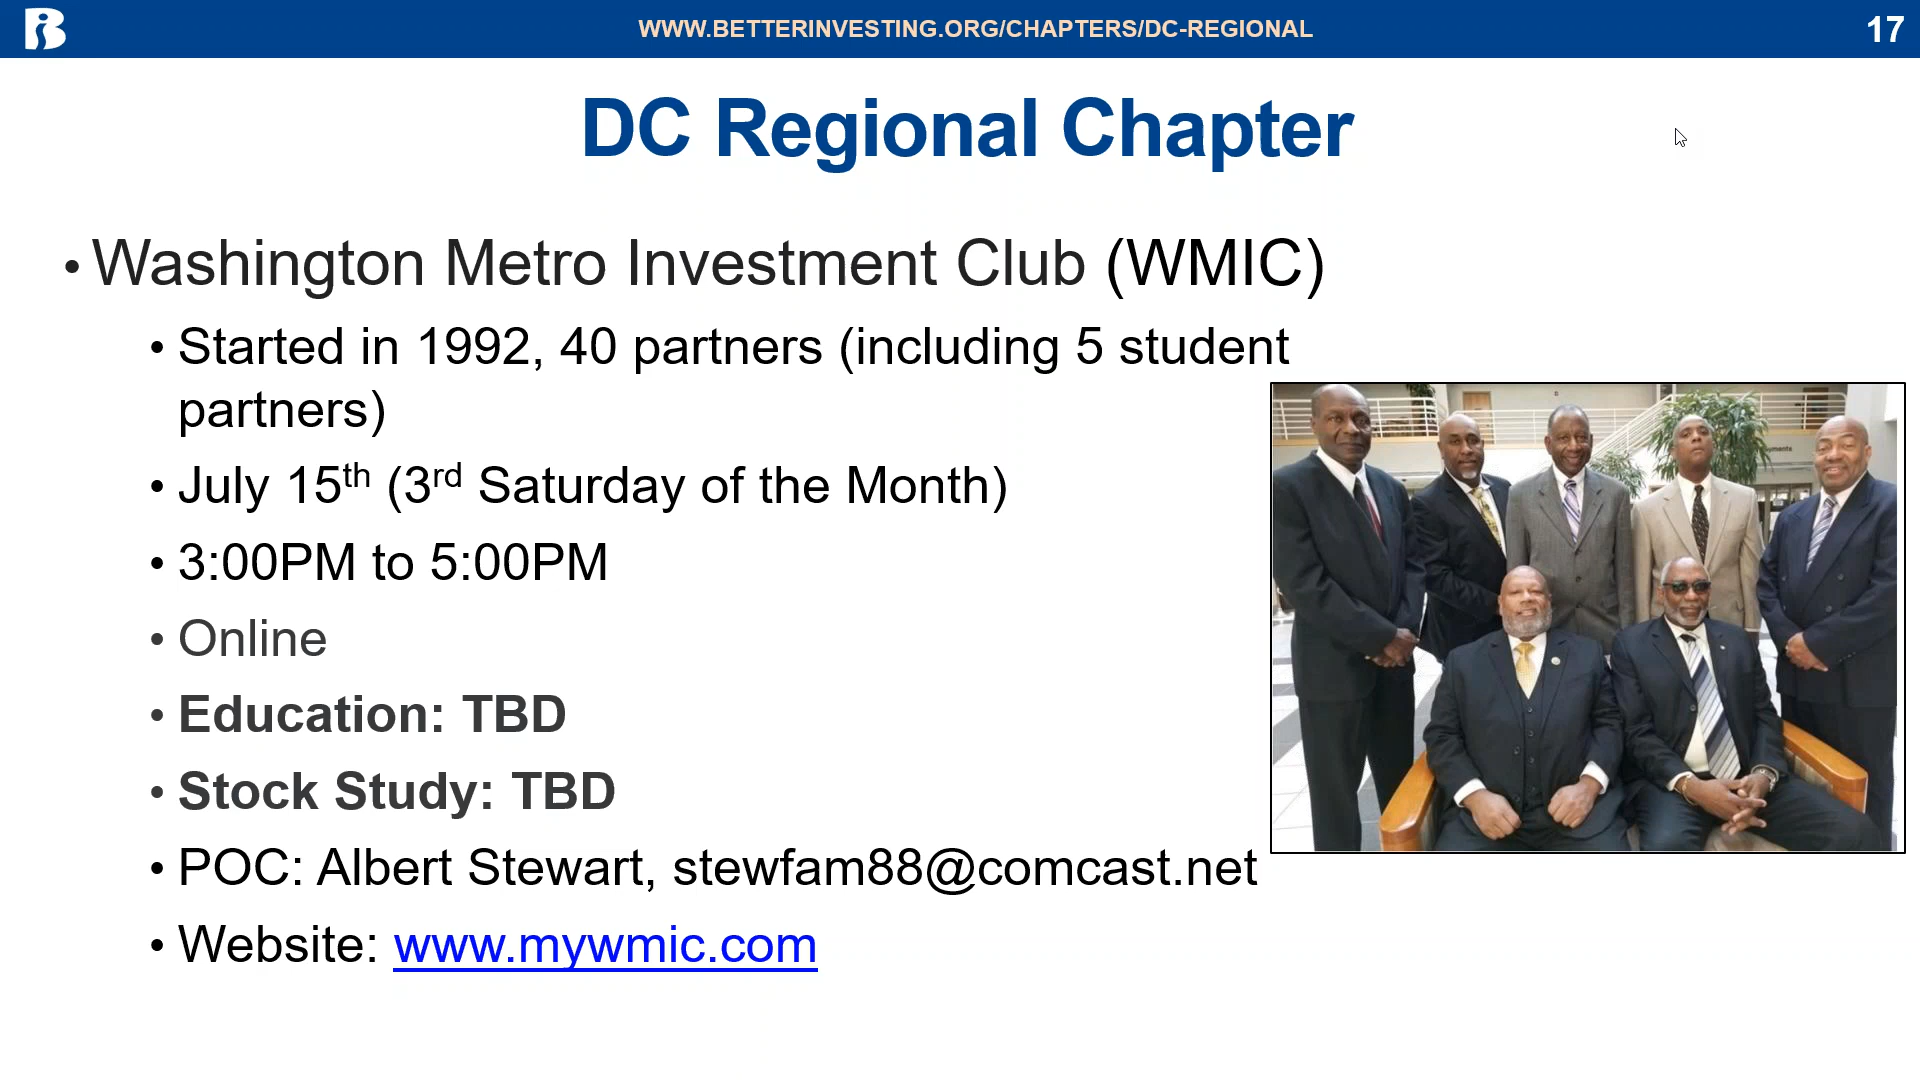 WWW.BETTERINVESTING.ORG/CHAPTERS/DC-REGIONAL
17
DC Regional Chapter
• Washington Metro Investment Club (WMIC)
• Started in 1992, 40 partners (including 5 student
partners)
• July 15th (3rd Saturday of the Month)
• 3:00PM to 5:00PM
• Online
• Education: TBD
• Stock Study: TBD
• POC: Albert Stewart, stewfam88@comcast.net
• Website: www.mywmic.com